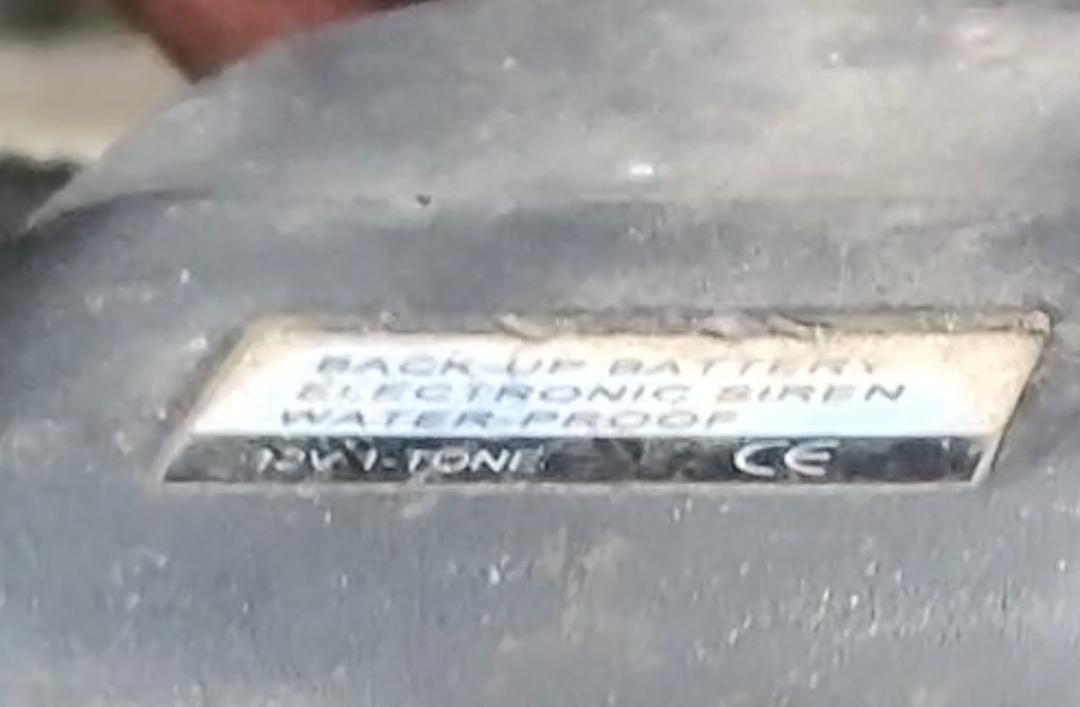 BACK-UP BATTERY
ELECTRONIC SIREN
WATER-PROOF
12V 1-TONE CE